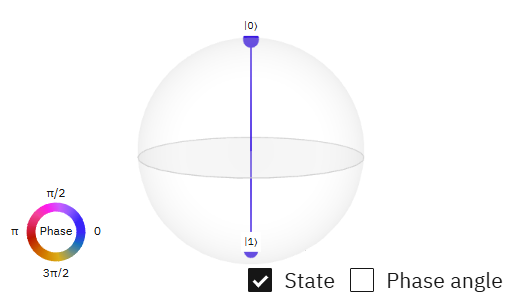 |0⟩
π/2
π Phase 0
|1⟩
3π/2
State Phase angle